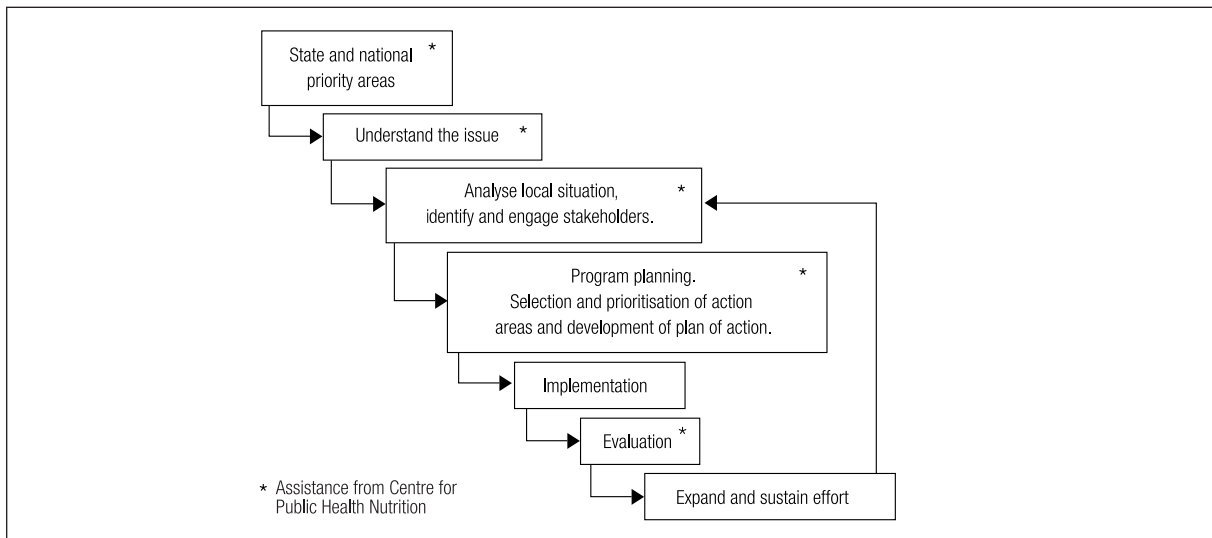 State and national *
priority areas
Understand the issue *
Analyse local situation, *
identify and engage stakeholders.
Program planning. *
Selection and prioritisation of action
areas and development of plan of action.
Implementation
Evaluation *
Expand and sustain effort
* Assistance from Centre for
Public Health Nutrition